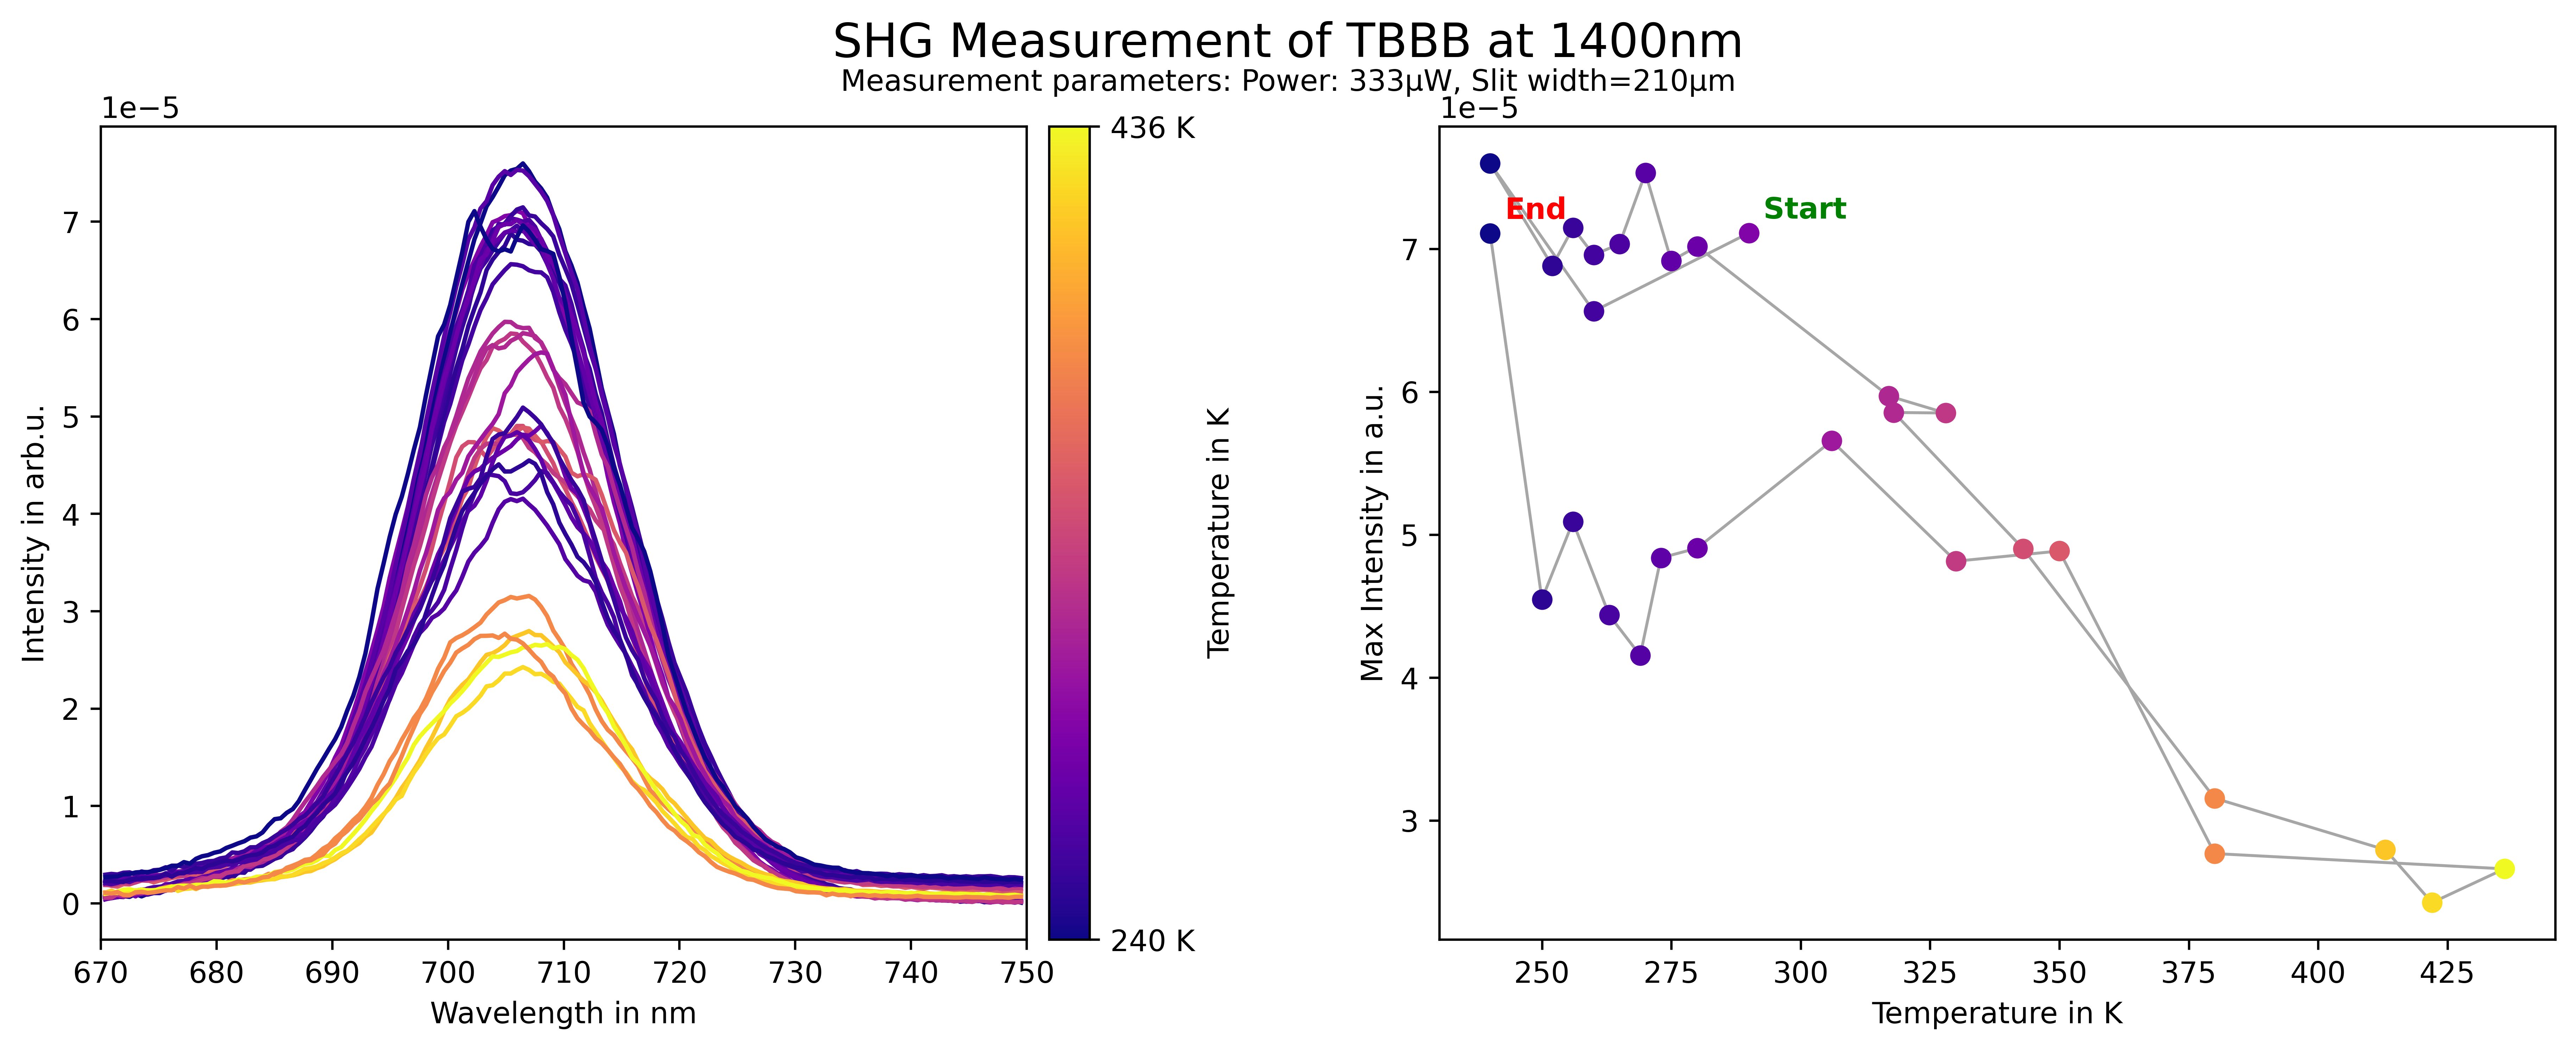 SHG Measurement of TBBB at 1400nm
Measurement parameters: Power: 333µW, Slit width=210µm
1e−5
7
6
5
4
3
2
1
0
Intensity in arb.u.
670 680 690 700 710 720 730 740 750
Wavelength in nm
436 K
240 K
Temperature in K
1e−5
7
6
5
4
3
Max Intensity in a.u.
End
Start
250 275 300 325 350 375 400 425
Temperature in K